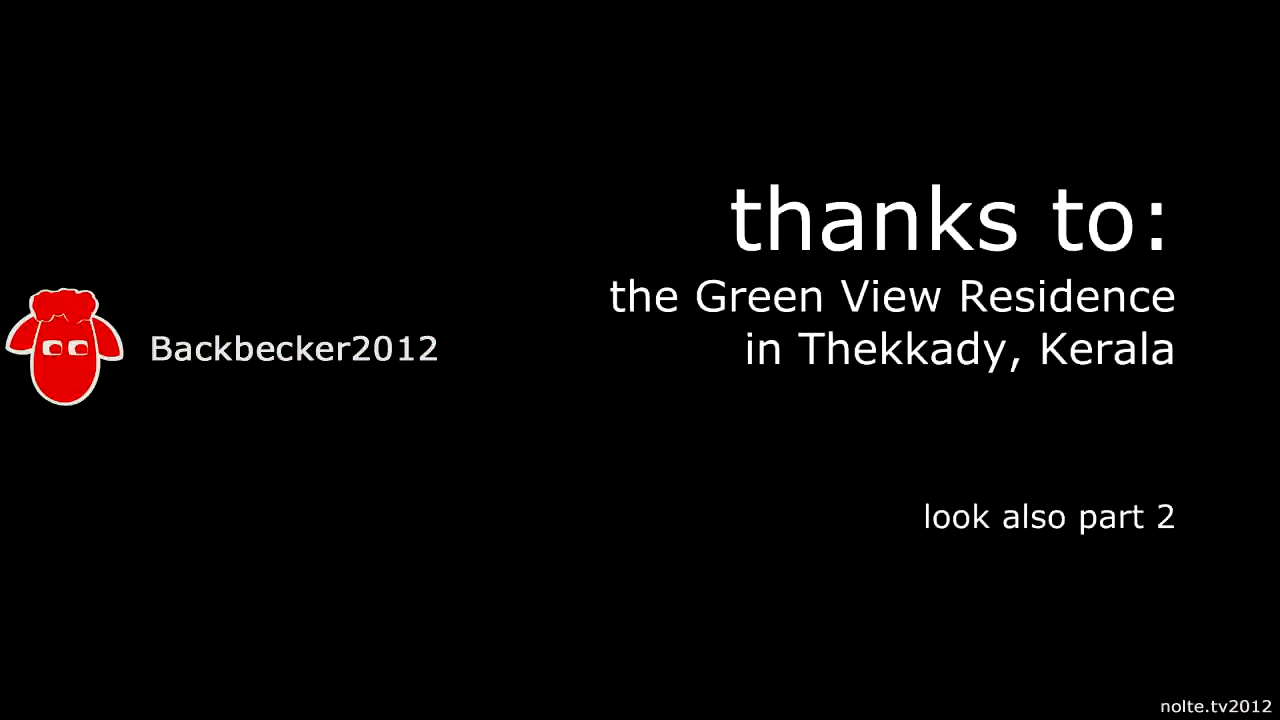 thanks to:
the Green View Residence
in Thekkady, Kerala
Backbecker2012
look also part 2
nolte.tv2012